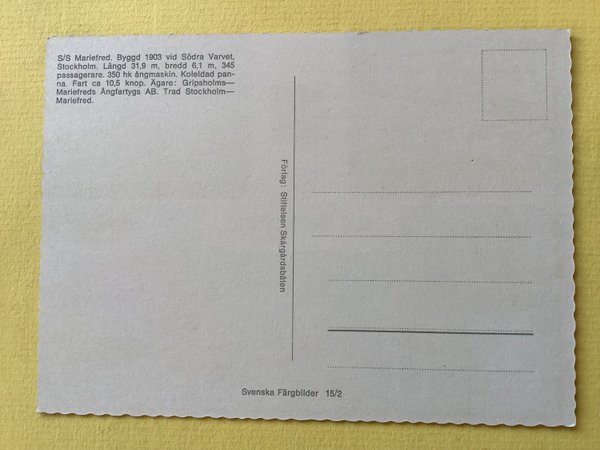 S/S Mariefred. Byggd 1903 vid Södra Varvet,
Stockholm. Längd 31,9 m, bredd 6,1 m, 345
passagerare. 350 hk ångmaskin. Koleldad pan-
na. Fart ca 10,5 knop. Ägare: Gripsholms—
Mariefreds Ångfartygs AB. Trad Stockholm—
Mariefred.
Förlag: Stiftelsen Skärgårdsbåten
Svenska Färgbilder 15/2